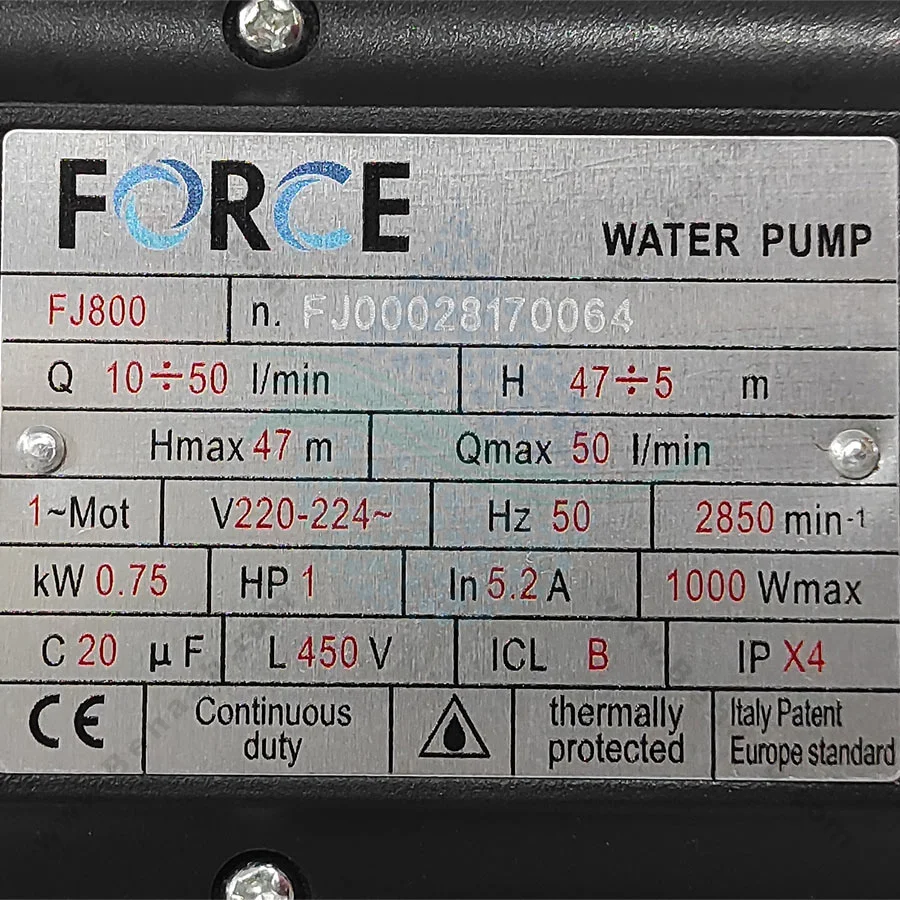 FORCE
WATER PUMP
FJ800 n. FJ00028170064
Q 10÷50 l/min H 47÷5 m
Hmax 47 m Qmax 50 l/min
1~Mot V220-224~ Hz 50 2850 min-1
kW 0.75 HP 1 In 5.2 A 1000 Wmax
C 20 µF L 450 V ICL B IP X4
CE Continuous duty thermally protected Italy Patent Europe standard